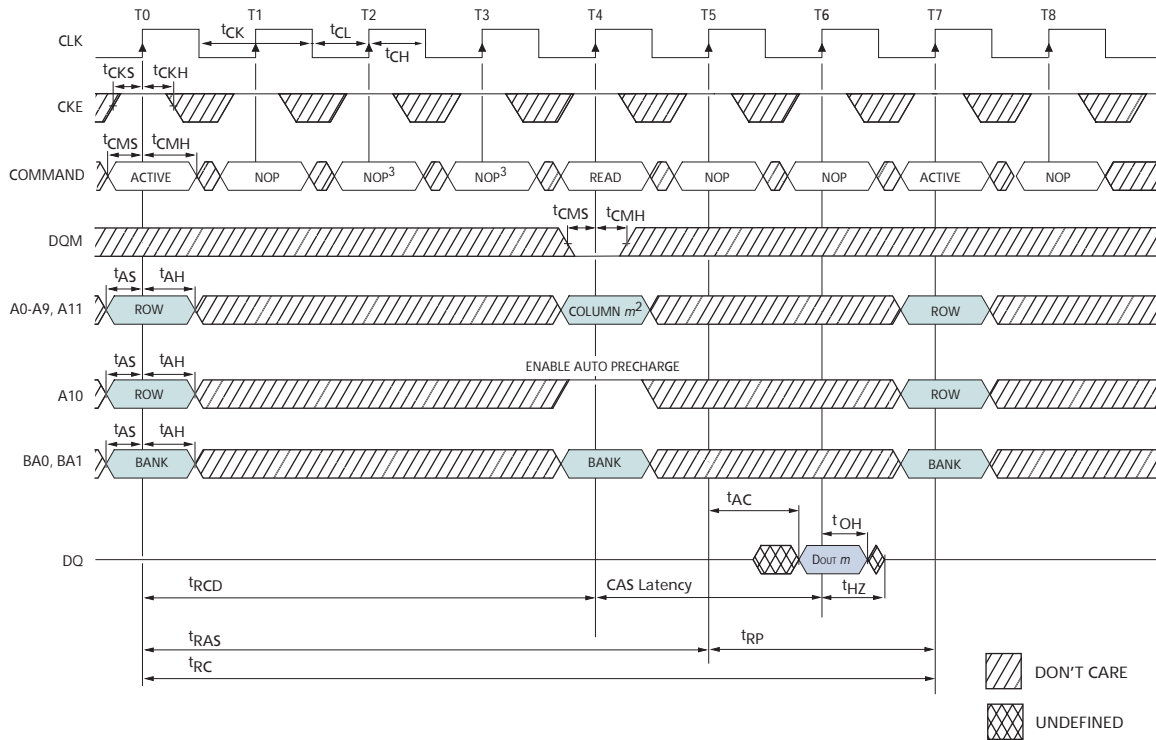 T0 T1 T2 T3 T4 T5 T6 T7 T8
CLK
tCK tCL tCH
tCKS tCKH
CKE
tCMS tCMH
COMMAND ACTIVE NOP NOP3 NOP3 READ NOP NOP ACTIVE NOP
tCMS tCMH
DQM
tAS tAH
A0-A9, A11 ROW COLUMN m2 ROW
ENABLE AUTO PRECHARGE
tAS tAH
A10 ROW ROW
tAS tAH
BA0, BA1 BANK BANK BANK
tAC
tOH
DQ DOUT m
tRCD CAS Latency tHZ
tRAS tRP
tRC
DON'T CARE
UNDEFINED